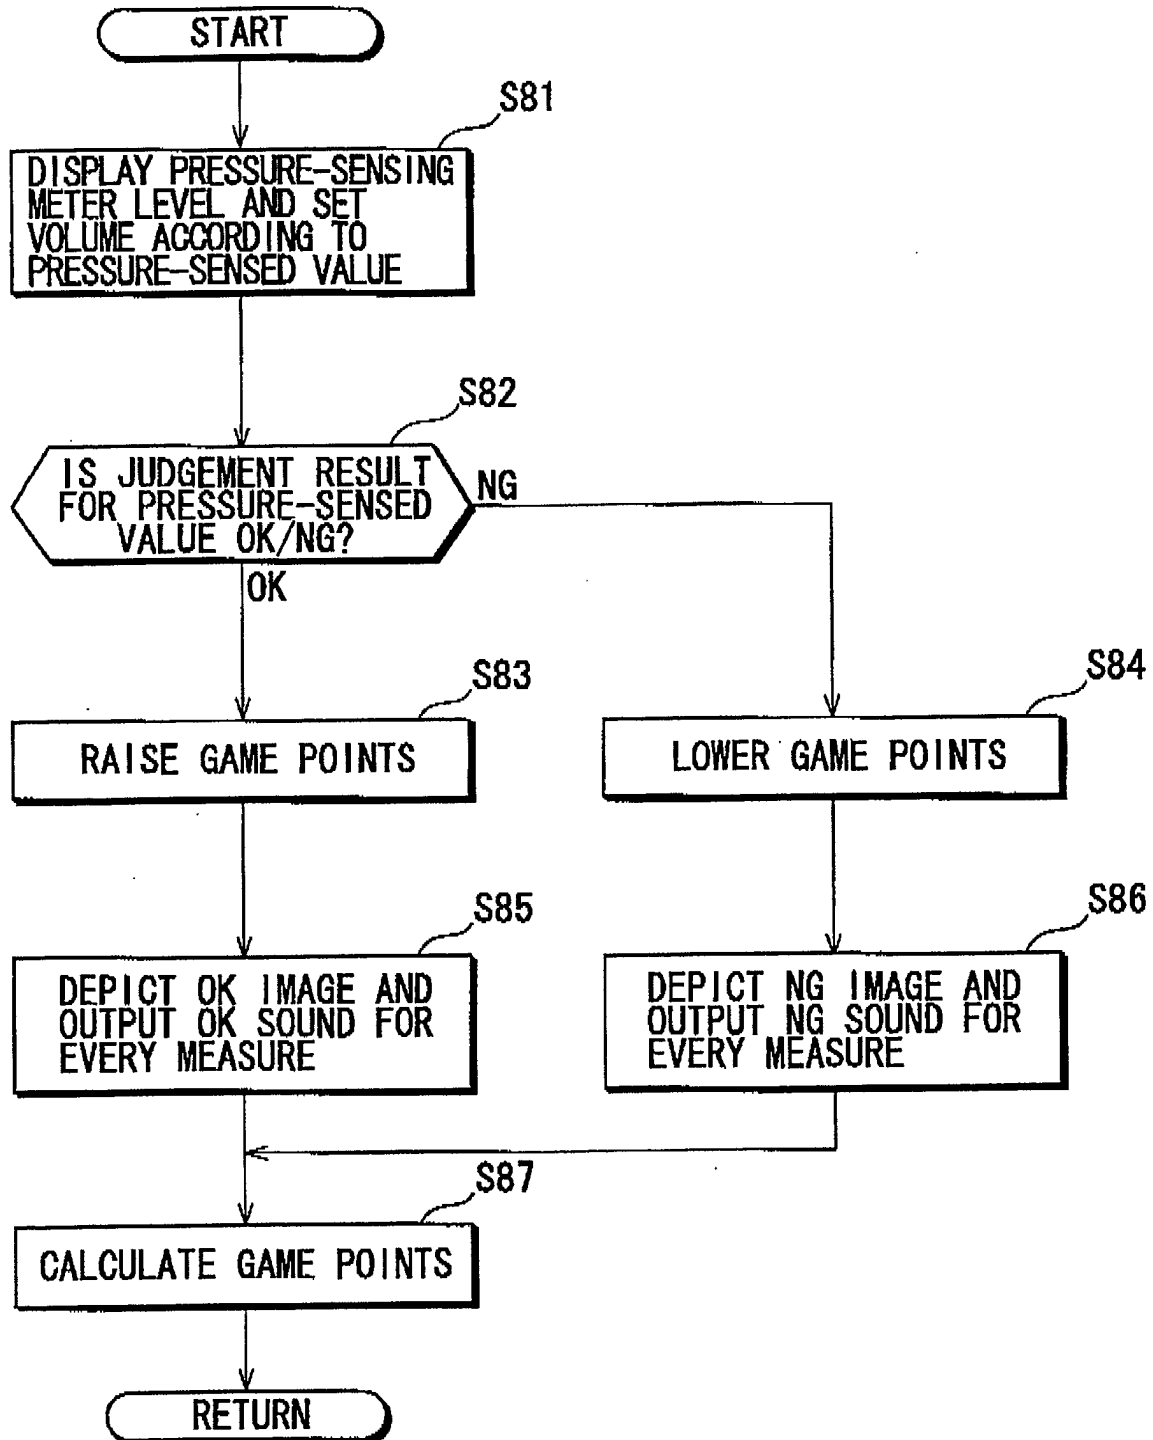 START
S81
DISPLAY PRESSURE-SENSING
METER LEVEL AND SET
VOLUME ACCORDING TO
PRESSURE-SENSED VALUE
S82
IS JUDGEMENT RESULT
FOR PRESSURE-SENSED
VALUE OK/NG?
NG
OK
S83
RAISE GAME POINTS
S84
LOWER GAME POINTS
S85
DEPICT OK IMAGE AND
OUTPUT OK SOUND FOR
EVERY MEASURE
S86
DEPICT NG IMAGE AND
OUTPUT NG SOUND FOR
EVERY MEASURE
S87
CALCULATE GAME POINTS
RETURN